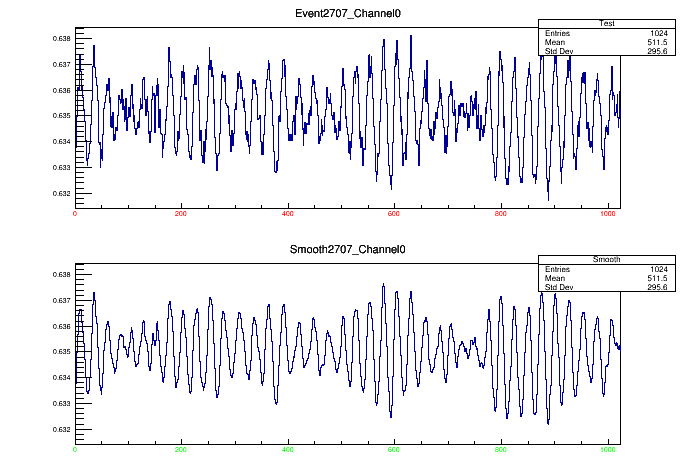 Event2707_Channel0
Test
Entries 1024
Mean 511.5
Std Dev 295.6
0.638
0.637
0.636
0.635
0.634
0.633
0.632
0 200 400 600 800 1000
Smooth2707_Channel0
Smooth
Entries 1024
Mean 511.5
Std Dev 295.6
0.638
0.637
0.636
0.635
0.634
0.633
0.632
0 200 400 600 800 1000